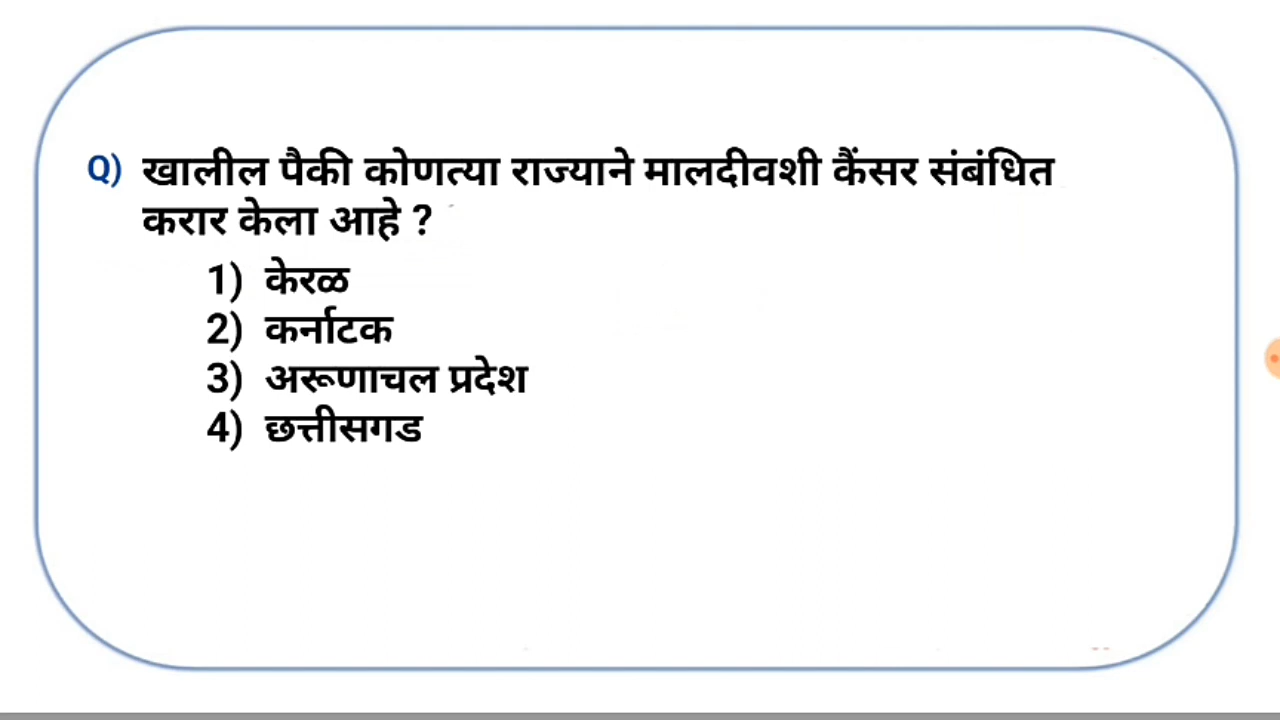 Q) खालील पैकी कोणत्या राज्याने मालदीवशी कैंसर संबंधित
करार केला आहे ?
1) केरळ
2) कर्नाटक
3) अरूणाचल प्रदेश
4) छत्तीसगड